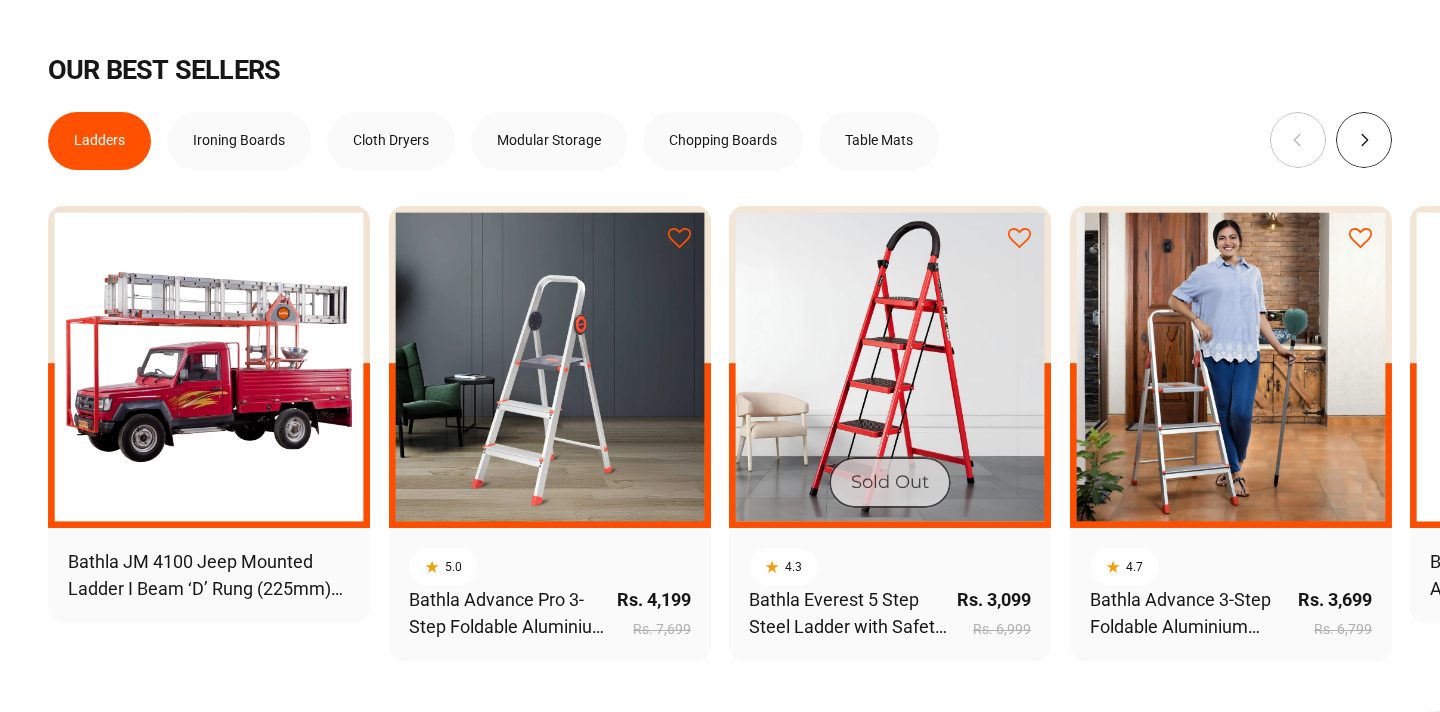 OUR BEST SELLERS
Ladders
Ironing Boards
Cloth Dryers
Modular Storage
Chopping Boards
Table Mats
Sold Out
Bathla JM 4100 Jeep Mounted
Ladder I Beam ‘D’ Rung (225mm)...
5.0
Bathla Advance Pro 3-
Step Foldable Aluminiu...
Rs. 4,199
Rs. 7,699
4.3
Bathla Everest 5 Step
Steel Ladder with Safet...
Rs. 3,099
Rs. 6,999
4.7
Bathla Advance 3-Step
Foldable Aluminium...
Rs. 3,699
Rs. 6,799